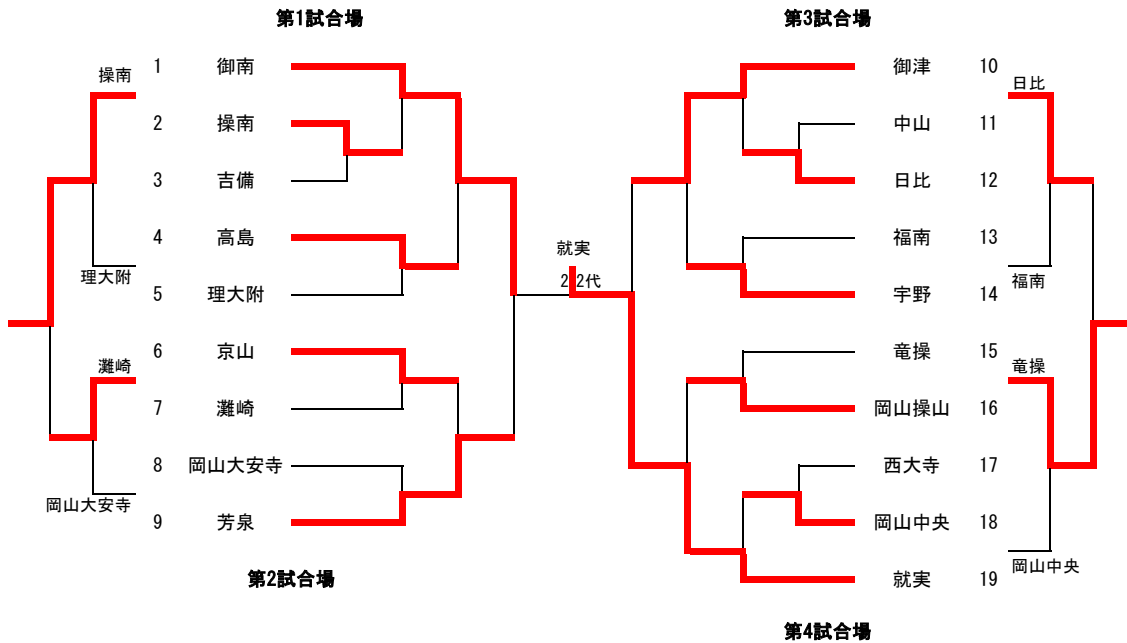 第1試合場
第3試合場
操南
1 御南
2 操南
3 吉備
4 高島
理大附
5 理大附
6 京山
灘崎
7 灘崎
8 岡山大安寺
岡山大安寺
9 芳泉
第2試合場
就実
2 2代
御津 10
日比
中山 11
日比 12
福南 13
福南
宇野 14
竜操 15
竜操
岡山操山 16
西大寺 17
岡山中央 18
岡山中央
就実 19
第4試合場